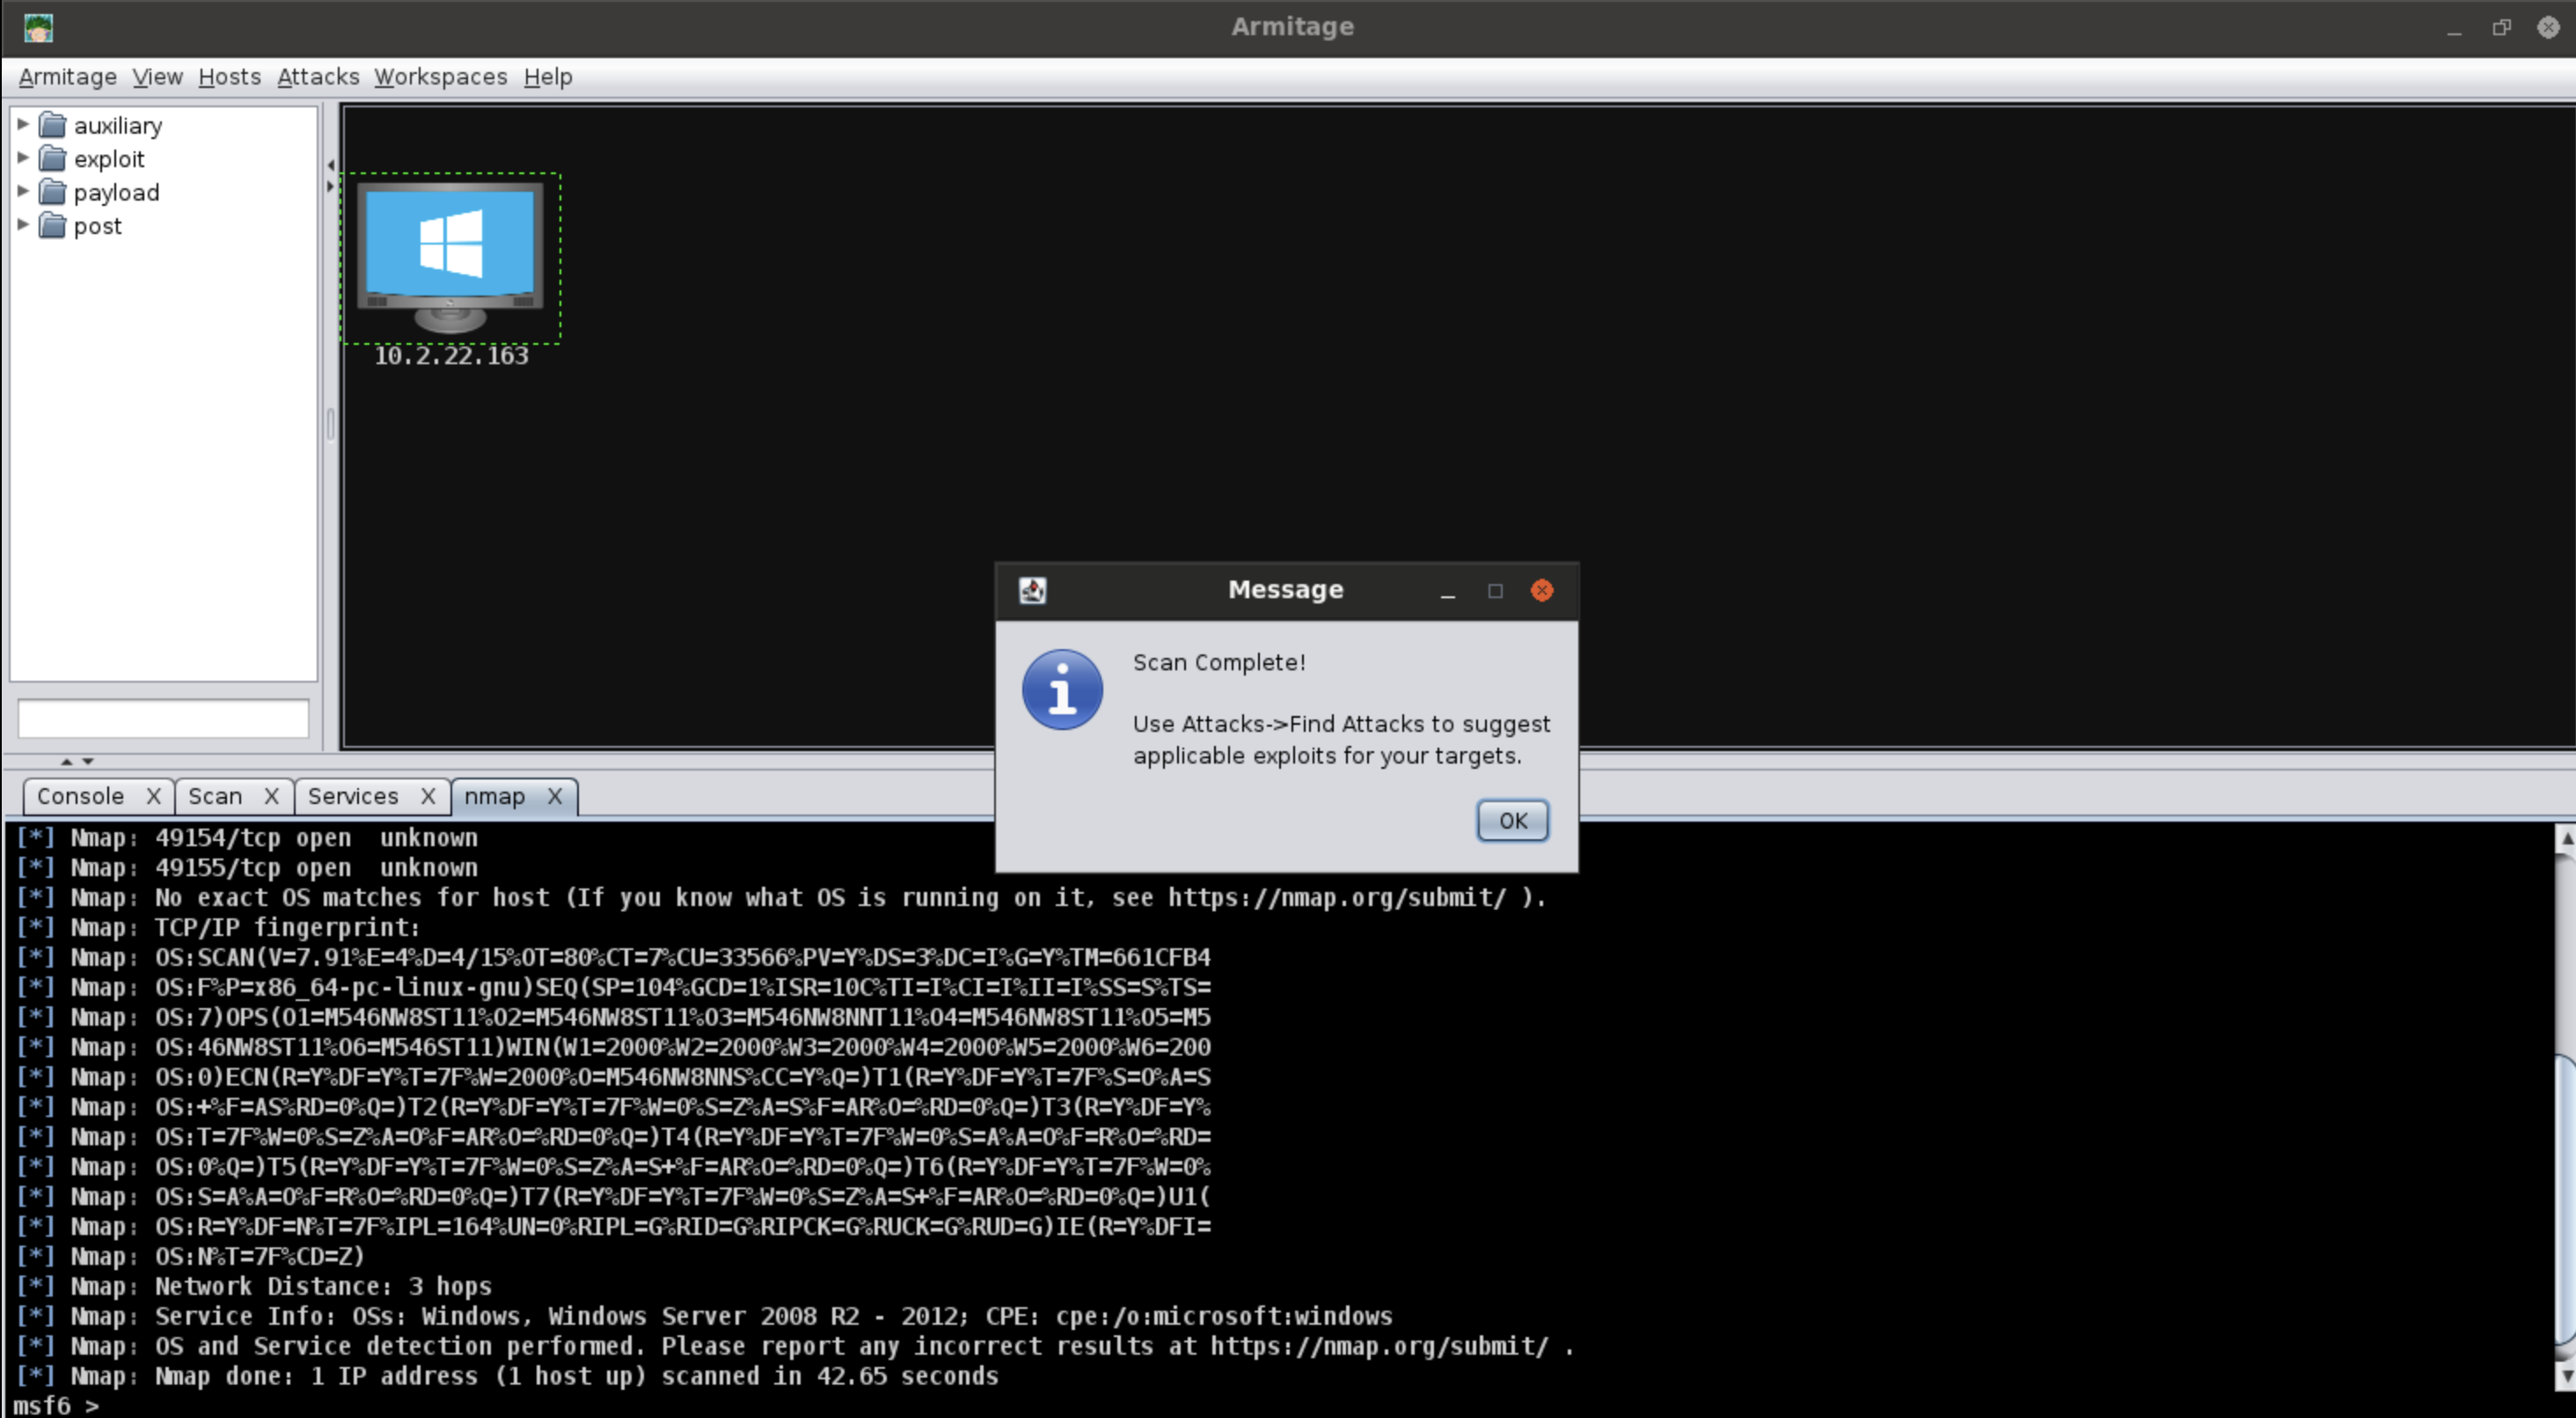 Armitage
Armitage View Hosts Attacks Workspaces Help
auxiliary
exploit
payload
post
10.2.22.163
Message
Scan Complete!
Use Attacks->Find Attacks to suggest
applicable exploits for your targets.
OK
Console X Scan X Services X nmap X
[*] Nmap: 49154/tcp open  unknown
[*] Nmap: 49155/tcp open  unknown
[*] Nmap: No exact OS matches for host (If you know what OS is running on it, see https://nmap.org/submit/ ).
[*] Nmap: TCP/IP fingerprint:
[*] Nmap: OS:SCAN(V=7.91%E=4%D=4/15%OT=80%CT=7%CU=33566%PV=Y%DS=3%DC=I%G=Y%TM=661CFB4
[*] Nmap: OS:F%P=x86_64-pc-linux-gnu)SEQ(SP=104%GCD=1%ISR=10C%TI=I%CI=I%II=I%SS=S%TS=
[*] Nmap: OS:7)OPS(O1=M546NW8ST11%O2=M546NW8ST11%O3=M546NW8NNT11%O4=M546NW8ST11%O5=M5
[*] Nmap: OS:46NW8ST11%O6=M546ST11)WIN(W1=2000%W2=2000%W3=2000%W4=2000%W5=2000%W6=200
[*] Nmap: OS:0)ECN(R=Y%DF=Y%T=7F%W=2000%O=M546NW8NNS%CC=Y%Q=)T1(R=Y%DF=Y%T=7F%S=O%A=S
[*] Nmap: OS:+%F=AS%RD=0%Q=)T2(R=Y%DF=Y%T=7F%W=0%S=Z%A=S%F=AR%O=%RD=0%Q=)T3(R=Y%DF=Y%
[*] Nmap: OS:T=7F%W=0%S=Z%A=O%F=AR%O=%RD=0%Q=)T4(R=Y%DF=Y%T=7F%W=0%S=A%A=O%F=R%O=%RD=
[*] Nmap: OS:0%Q=)T5(R=Y%DF=Y%T=7F%W=0%S=Z%A=S+%F=AR%O=%RD=0%Q=)T6(R=Y%DF=Y%T=7F%W=0%
[*] Nmap: OS:S=A%A=O%F=R%O=%RD=0%Q=)T7(R=Y%DF=Y%T=7F%W=0%S=Z%A=S+%F=AR%O=%RD=0%Q=)U1(
[*] Nmap: OS:R=Y%DF=N%T=7F%IPL=164%UN=0%RIPL=G%RID=G%RIPCK=G%RUCK=G%RUD=G)IE(R=Y%DFI=
[*] Nmap: OS:N%T=7F%CD=Z)
[*] Nmap: Network Distance: 3 hops
[*] Nmap: Service Info: OSs: Windows, Windows Server 2008 R2 - 2012; CPE: cpe:/o:microsoft:windows
[*] Nmap: OS and Service detection performed. Please report any incorrect results at https://nmap.org/submit/ .
[*] Nmap: Nmap done: 1 IP address (1 host up) scanned in 42.65 seconds
msf6 >